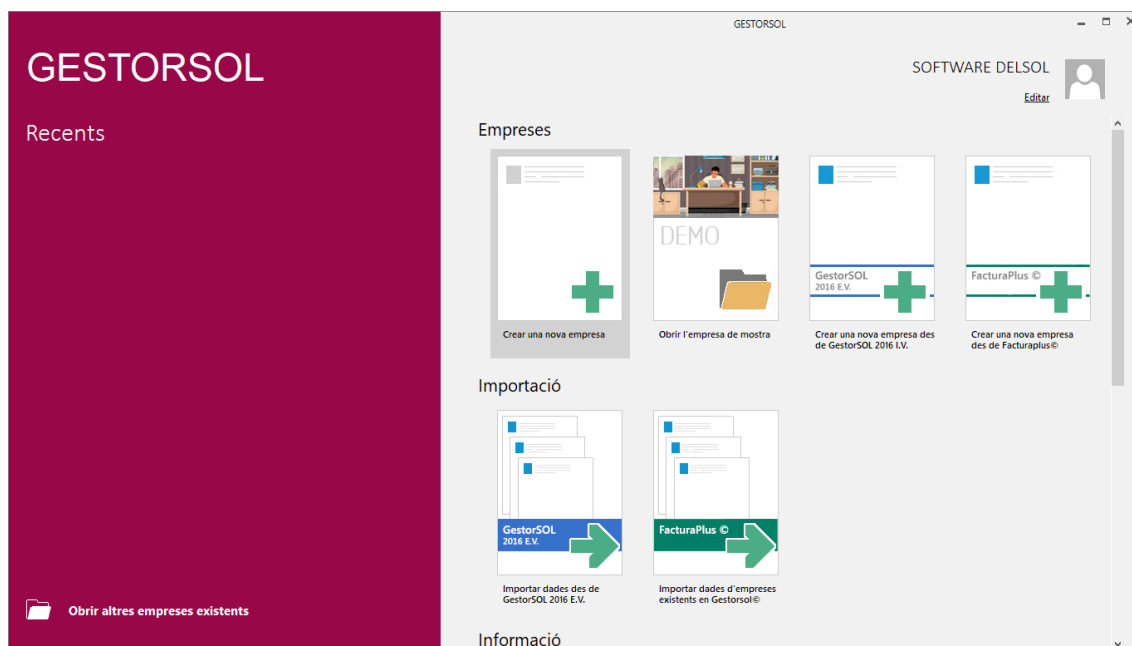 GESTORSOL
GESTORSOL
SOFTWARE DELSOL
Editar
Recents
Empreses
DEMO
GestorSOL
2016 E.V.
FacturaPlus ©
Crear una nova empresa
Obrir l'empresa de mostra
Crear una nova empresa des
de GestorSOL 2016 I.V.
Crear una nova empresa
des de Facturaplus©
Importació
GestorSOL
2016 E.V.
FacturaPlus ©
Importar dades des de
GestorSOL 2016 E.V.
Importar dades d'empreses
existents en Gestorsol©
Obrir altres empreses existents
Informació